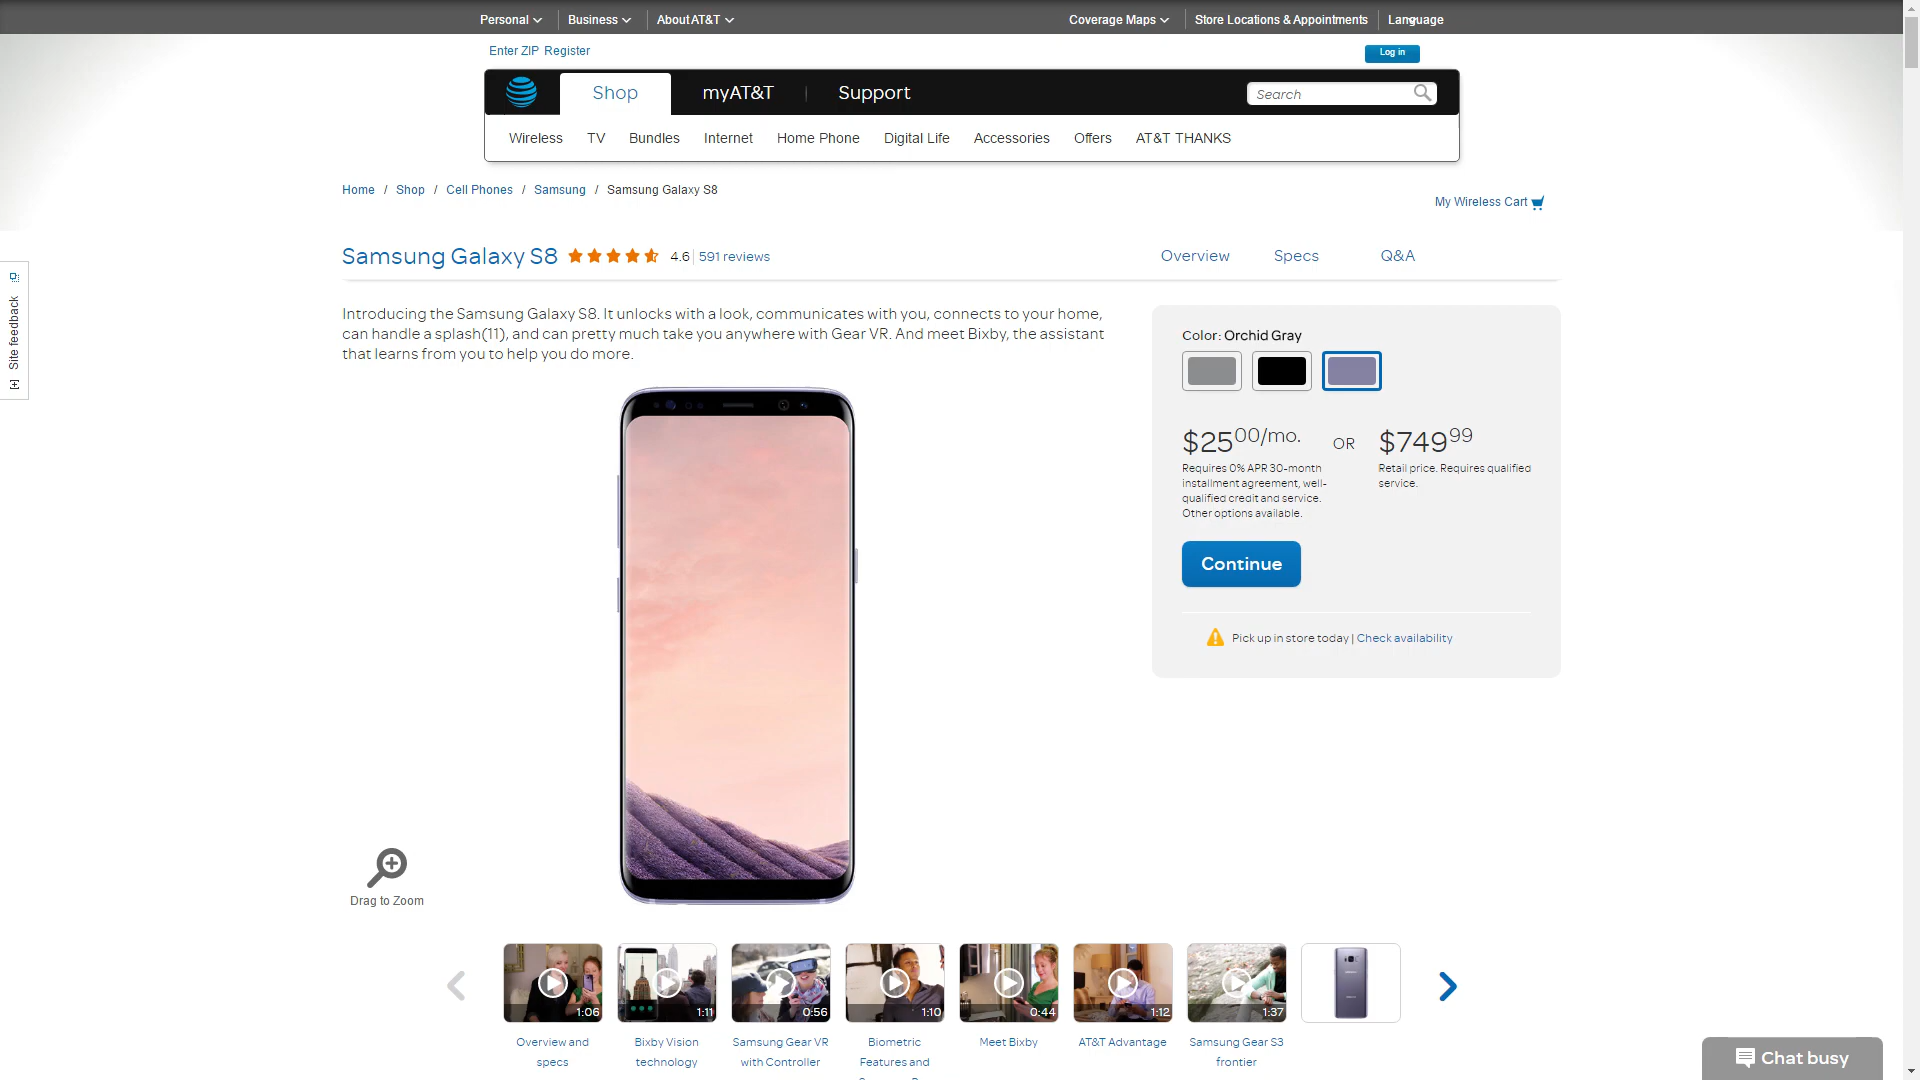 Personal
Business
About AT&T
Coverage Maps
Store Locations & Appointments
Language
Enter ZIP Register
Log in
Shop
myAT&T
Support
Search
Wireless
TV
Bundles
Internet
Home Phone
Digital Life
Accessories
Offers
AT&T THANKS
Home / Shop / Cell Phones / Samsung / Samsung Galaxy S8
My Wireless Cart
Samsung Galaxy S8
4.6 | 591 reviews
Overview
Specs
Q&A
Site feedback
Introducing the Samsung Galaxy S8. It unlocks with a look, communicates with you, connects to your home,
can handle a splash(11), and can pretty much take you anywhere with Gear VR. And meet Bixby, the assistant
that learns from you to help you do more.
Color: Orchid Gray
$25 00/mo.
OR
$749 99
Requires 0% APR 30-month
installment agreement, well-
qualified credit and service.
Other options available.
Retail price. Requires qualified
service.
Continue
Pick up in store today | Check availability
Drag to Zoom
1:06
1:11
0:56
1:10
0:44
1:12
1:37
Overview and
specs
Bixby Vision
technology
Samsung Gear VR
with Controller
Biometric
Features and
Meet Bixby
AT&T Advantage
Samsung Gear S3
frontier
Chat busy